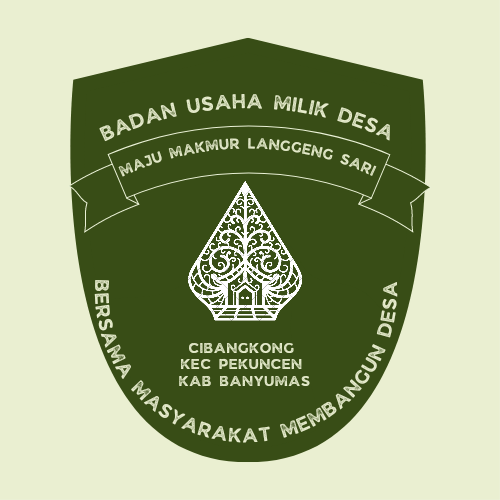 BADAN USAHA MILIK DESA
MAJU MAKMUR LANGGENG SARI
CIBANGKONG
KEC PEKUNCEN
KAB BANYUMAS
BERSAMA MASYARAKAT MEMBANGUN DESA